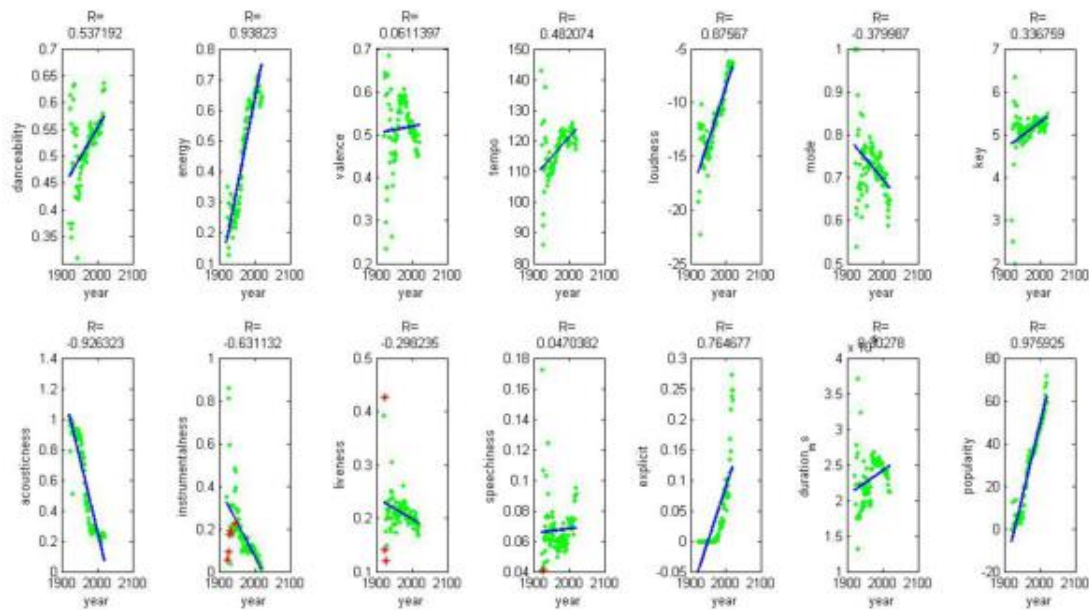 R=
0.537192
0.7
0.65
0.6
0.55
0.5
0.45
0.4
0.35
danceability
1900 2000 2100
year
R=
0.93823
0.8
0.7
0.6
0.5
0.4
0.3
0.2
0.1
energy
1900 2000 2100
year
R=
0.0611397
0.7
0.6
0.5
0.4
0.3
0.2
valence
1900 2000 2100
year
R=
0.482074
150
140
130
120
110
100
90
80
tempo
1900 2000 2100
year
R=
0.87567
-5
-10
-15
-20
-25
loudness
1900 2000 2100
year
R=
-0.379987
1
0.9
0.8
0.7
0.6
0.5
mode
1900 2000 2100
year
R=
0.336759
7
6
5
4
3
2
key
1900 2000 2100
year
R=
-0.926323
1.4
1.2
1
0.8
0.6
0.4
0.2
0
acousticness
1900 2000 2100
year
R=
-0.631132
1
0.8
0.6
0.4
0.2
0
instrumentalness
1900 2000 2100
year
R=
-0.298235
0.5
0.4
0.3
0.2
0.1
liveness
1900 2000 2100
year
R=
0.0470382
0.18
0.16
0.14
0.12
0.1
0.08
0.06
0.04
speechiness
1900 2000 2100
year
R=
0.764677
0.3
0.25
0.2
0.15
0.1
0.05
0
-0.05
explicit
1900 2000 2100
year
R=
4
3.5
3
2.5
2
1.5
1
durationms
1900 2000 2100
year
R=
0.975925
80
60
40
20
0
-20
popularity
1900 2000 2100
year